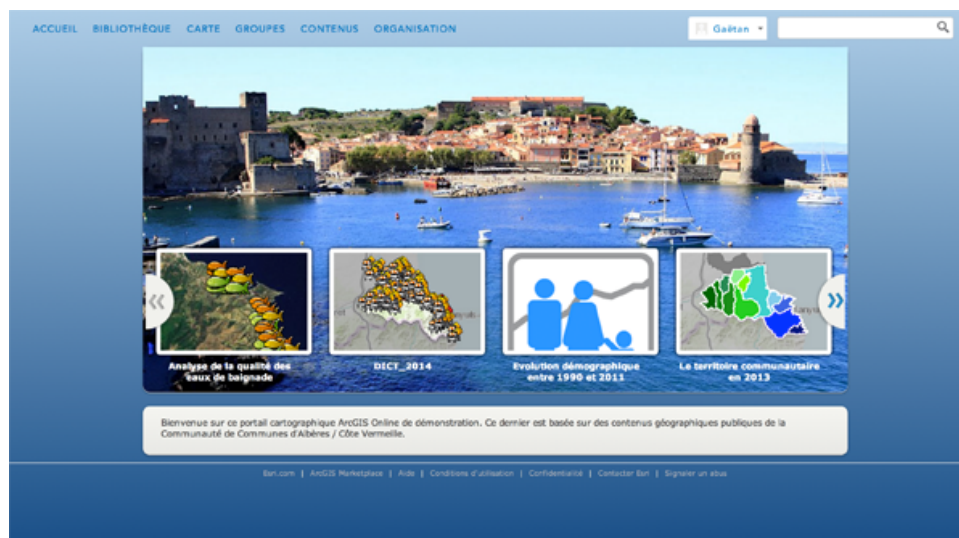 ACCUEIL BIBLIOTHÈQUE CARTE GROUPES CONTENUS ORGANISATION Gaëtan
Analyse de la qualité des
eaux de baignade
DICT_2014
Evolution démographique
entre 1990 et 2011
Le territoire communautaire
en 2013
Bienvenue sur ce portail cartographique ArcGIS Online de démonstration. Ce dernier est basée sur des contenus géographiques publiques de la
Communauté de Communes d'Albères / Côte Vermeille.
Esri.com | ArcGIS Marketplace | Aide | Conditions d'utilisation | Confidentialité | Contacter Esri | Signaler un abus